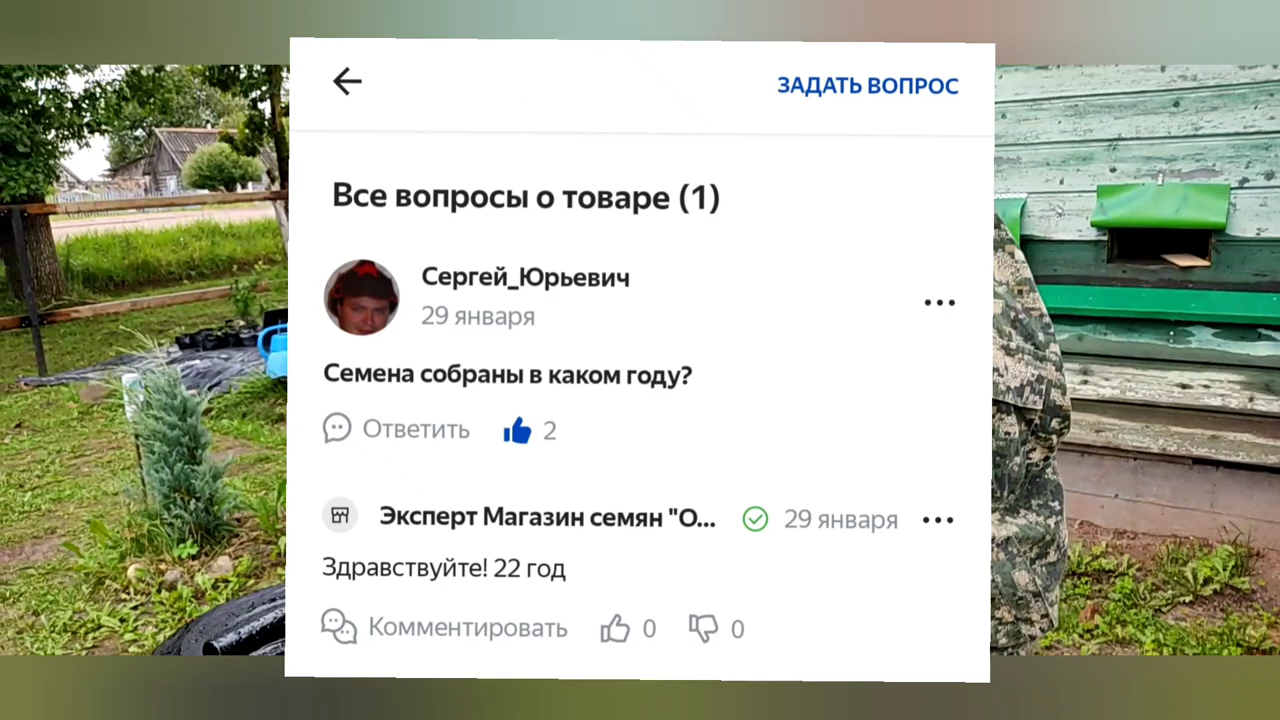 ЗАДАТЬ ВОПРОС
Все вопросы о товаре (1)
Сергей_Юрьевич
29 января
Семена собраны в каком году?
Ответить 2
Эксперт Магазин семян "О... 29 января
Здравствуйте! 22 год
Комментировать 0 0